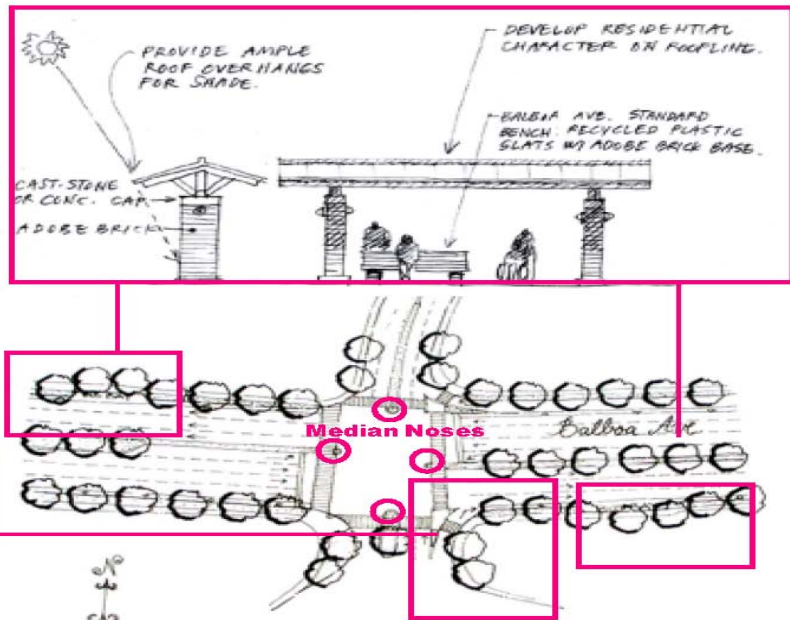 PROVIDE AMPLE
ROOF OVERHANGS
FOR SHADE.
DEVELOP RESIDENTIAL
CHARACTER ON ROOFLINE.
BALBOA AVE. STANDARD
BENCH. RECYCLED PLASTIC
SLATS W/ ADOBE BRICK BASE.
CAST-STONE
OR CONC. CAP.
ADOBE BRICK
Median Noses
Balboa Ave
N